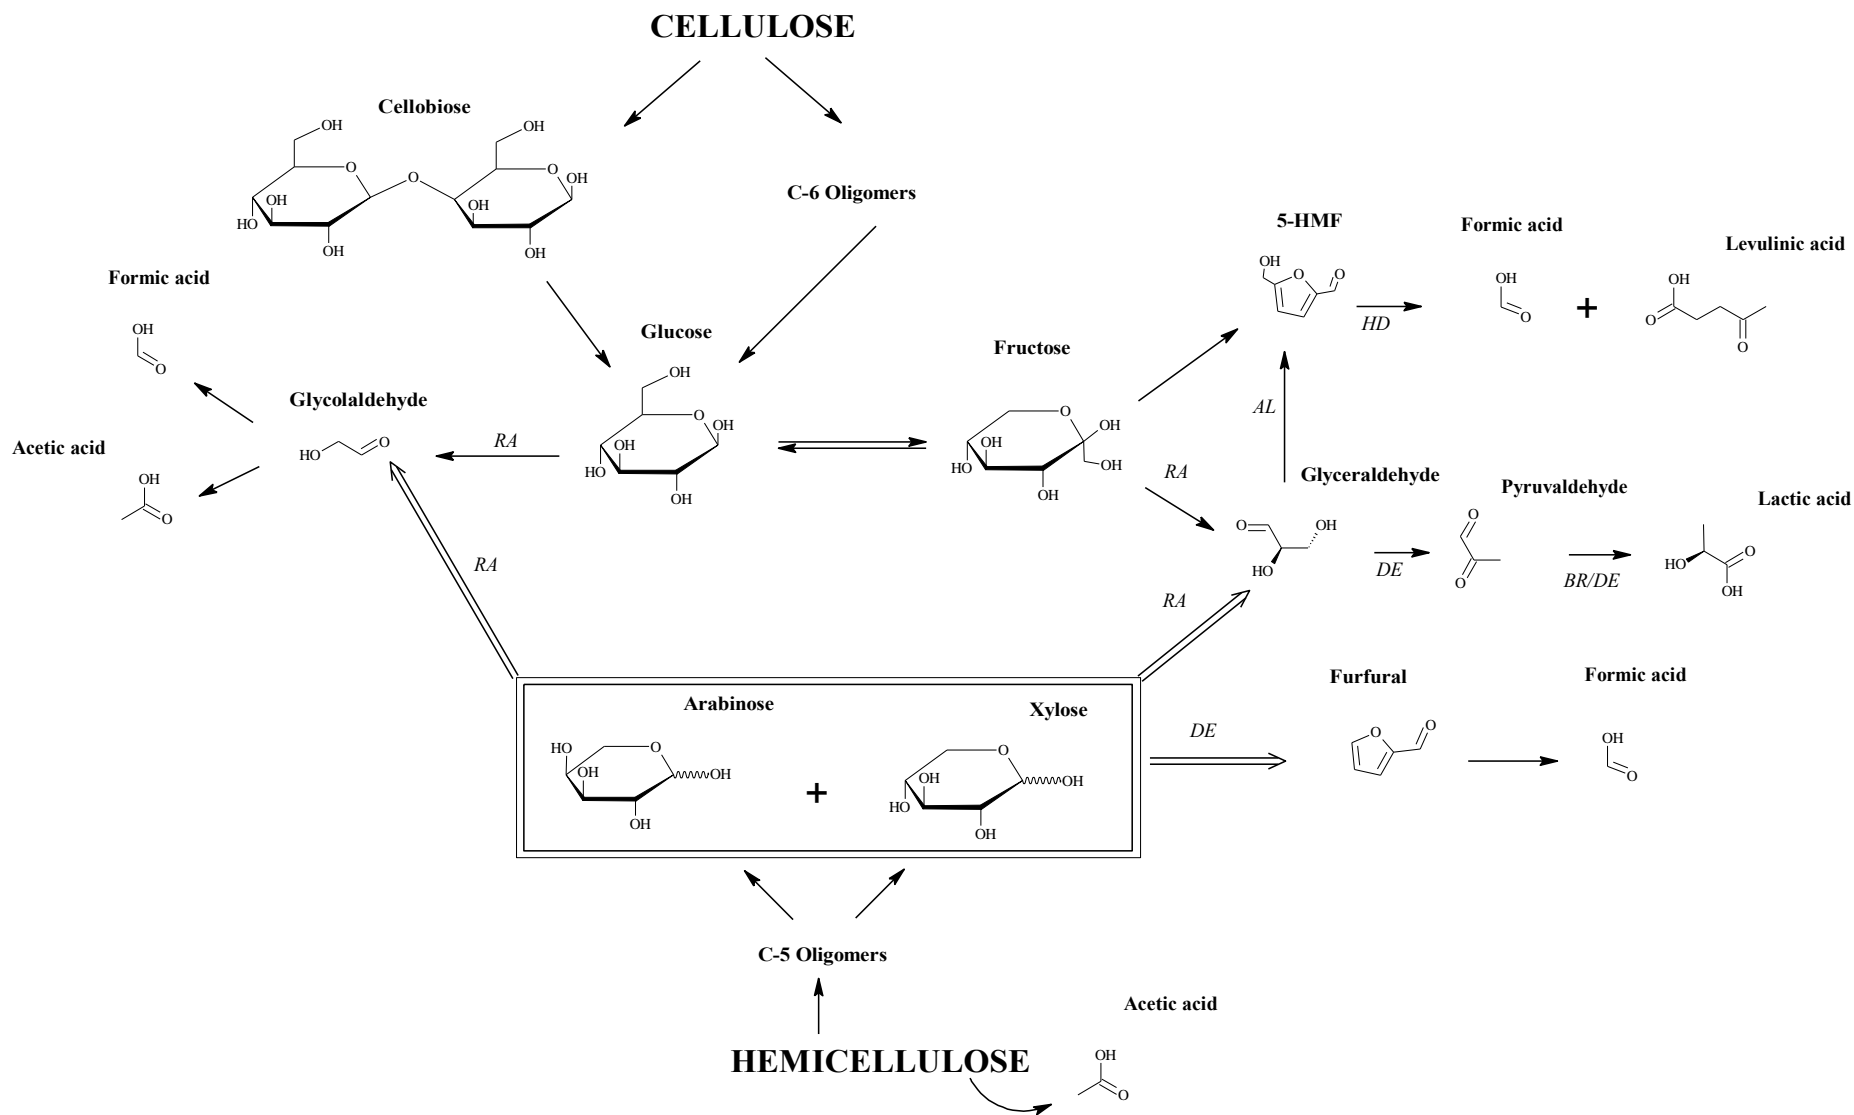 CELLULOSE
Cellobiose
OH
OH
O
O
O
OH
OH
HO
OH
OH
OH
C-6 Oligomers
5-HMF
Formic acid
Levulinic acid
OH
O
O
HD
OH
O
+
OH
O
O
Formic acid
OH
O
Glucose
OH
O
OH
OH
HO
OH
Fructose
O
OH
OH
HO
OH
OH
Glycolaldehyde
HO
O
RA
Acetic acid
OH
O
AL
RA
Glyceraldehyde
O
OH
HO
DE
Pyruvaldehyde
O
O
BR/DE
Lactic acid
HO
O
OH
RA
RA
Arabinose
HO
O
OH
OH
OH
+
Xylose
O
OH
OH
HO
OH
DE
Furfural
O
O
Formic acid
OH
O
C-5 Oligomers
HEMICELLULOSE
Acetic acid
OH
O